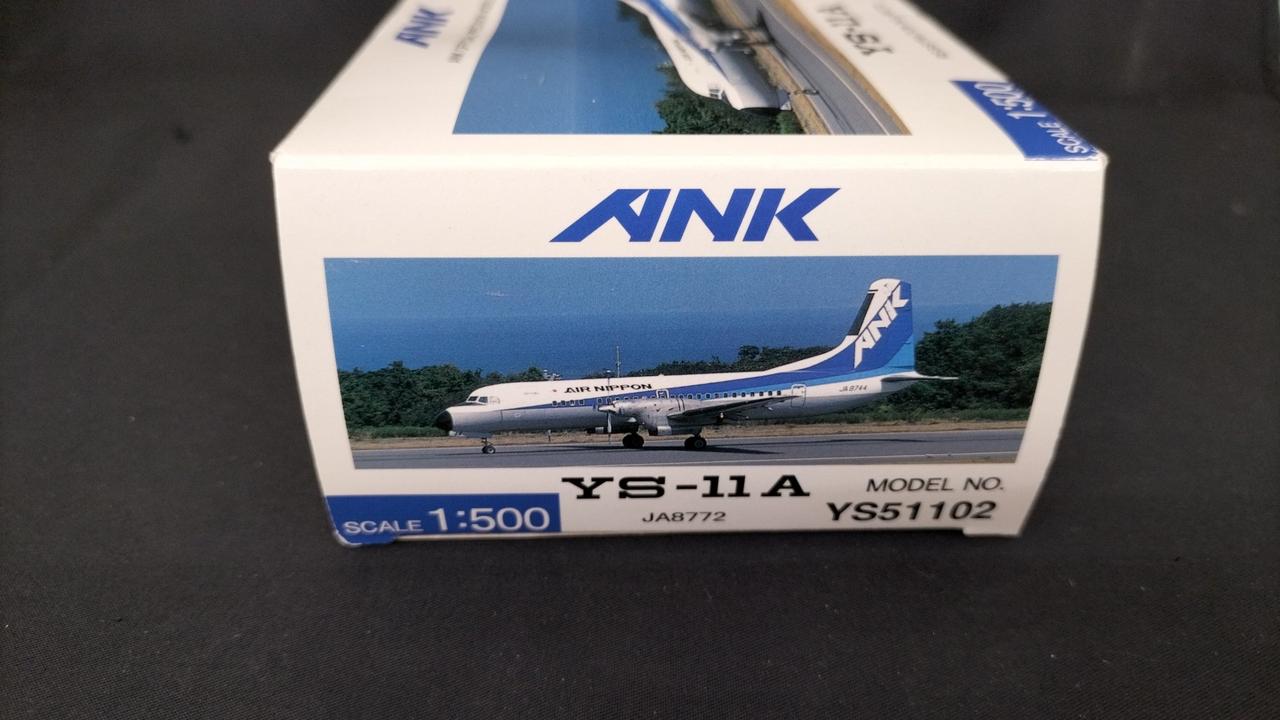 ANK
YS-11A
SCALE 1:500
ANK
ANK
AIR NIPPON
JA8744
YS-11A
MODEL NO.
SCALE 1:500
JA8772
YS51102